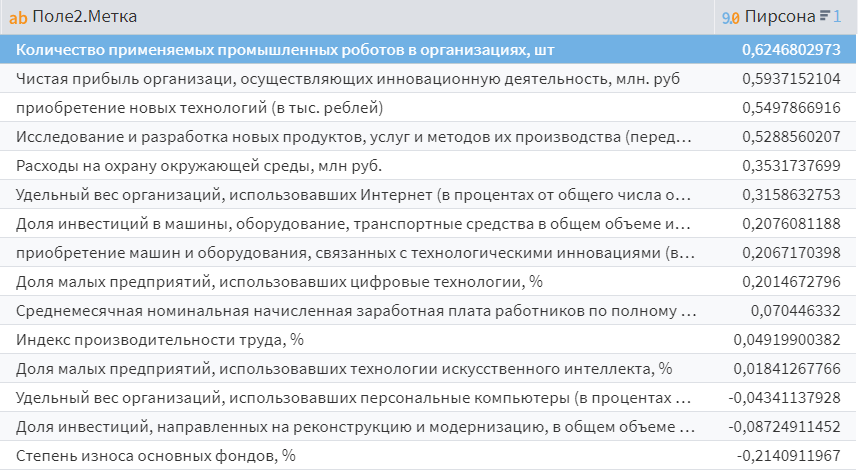 ab Поле2.Метка 9.0 Пирсона 1
Количество применяемых промышленных роботов в организациях, шт 0,6246802973
Чистая прибыль организаци, осуществляющих инновационную деятельность, млн. руб 0,5937152104
приобретение новых технологий (в тыс. реблей) 0,5497866916
Исследование и разработка новых продуктов, услуг и методов их производства (перед... 0,5288560207
Расходы на охрану окружающей среды, млн руб. 0,3531737699
Удельный вес организаций, использовавших Интернет (в процентах от общего числа о... 0,3158632753
Доля инвестиций в машины, оборудование, транспортные средства в общем объеме и... 0,2076081188
приобретение машин и оборудования, связанных с технологическими инновациями (в... 0,2067170398
Доля малых предприятий, использовавших цифровые технологии, % 0,2014672796
Среднемесячная номинальная начисленная заработная плата работников по полному ... 0,070446332
Индекс производительности труда, % 0,04919900382
Доля малых предприятий, использовавших технологии искусственного интеллекта, % 0,01841267766
Удельный вес организаций, использовавших персональные компьютеры (в процентах ... -0,04341137928
Доля инвестиций, направленных на реконструкцию и модернизацию, в общем объеме ... -0,08724911452
Степень износа основных фондов, % -0,2140911967